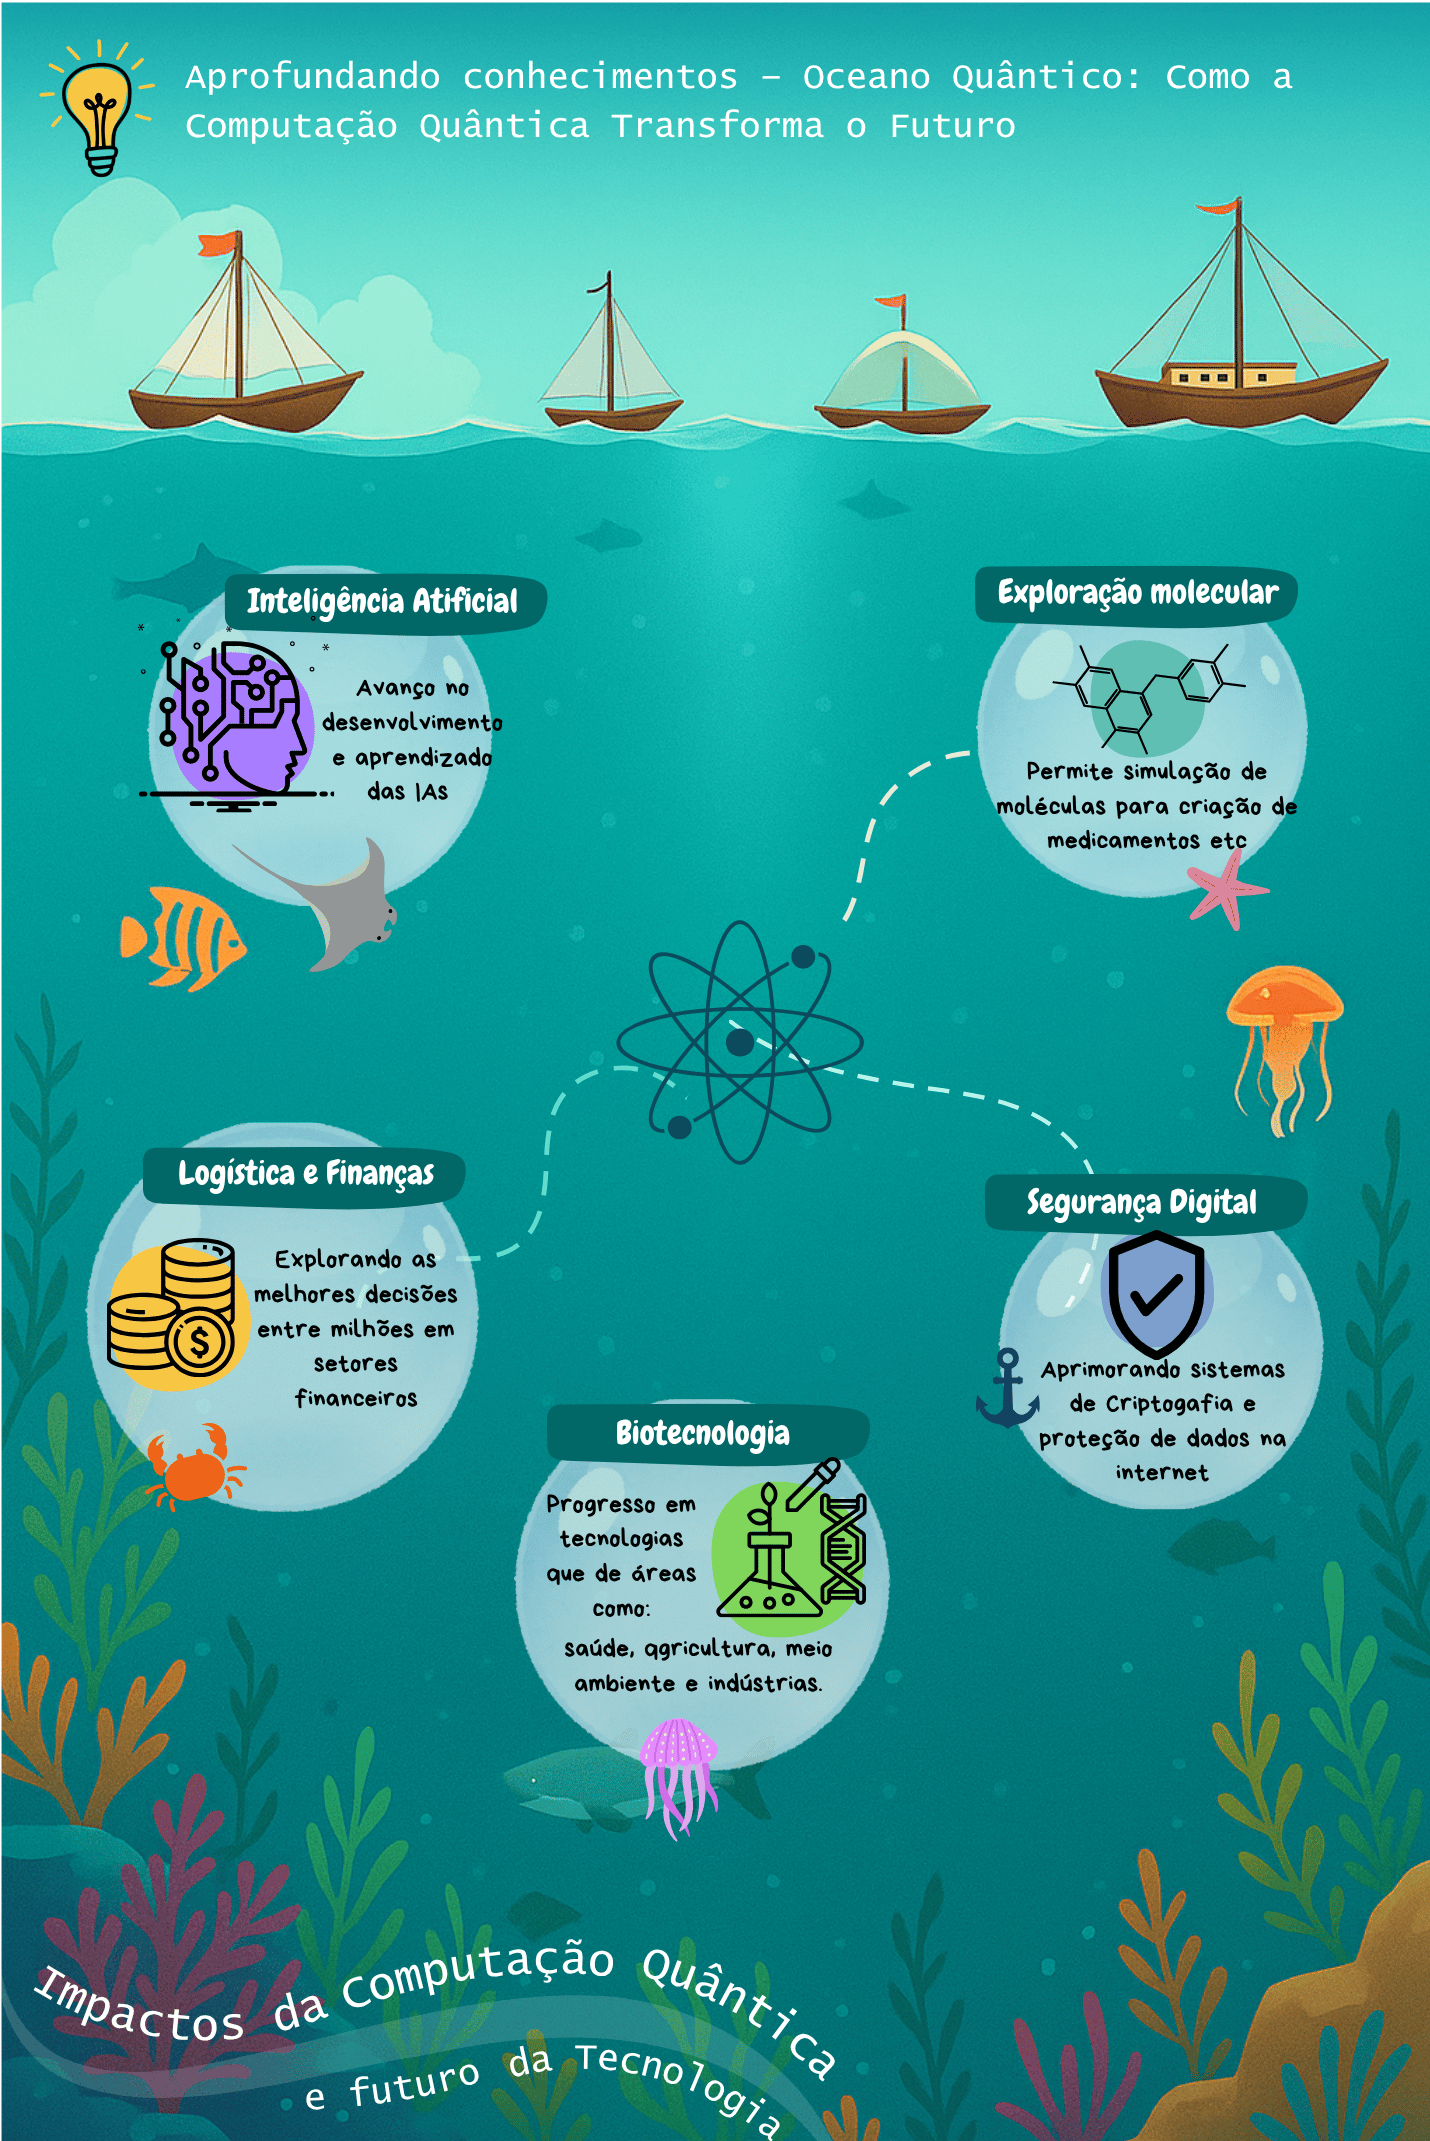 Aprofundando conhecimentos – Oceano Quântico: Como a
Computação Quântica Transforma o Futuro
Inteligência Atificial
Avanço no
desenvolvimento
e aprendizado
das IAs
Exploração molecular
Permite simulação de
moléculas para criação de
medicamentos etc
Logística e Finanças
Explorando as
melhores decisões
entre milhões em
setores
financeiros
$
Segurança Digital
Aprimorando sistemas
de Criptogafia e
proteção de dados na
internet
Biotecnologia
Progresso em
tecnologias
que de áreas
como:
saúde, qgricultura, meio
ambiente e indústrias.
Impactos da Computação Quântica
e futuro da Tecnologia